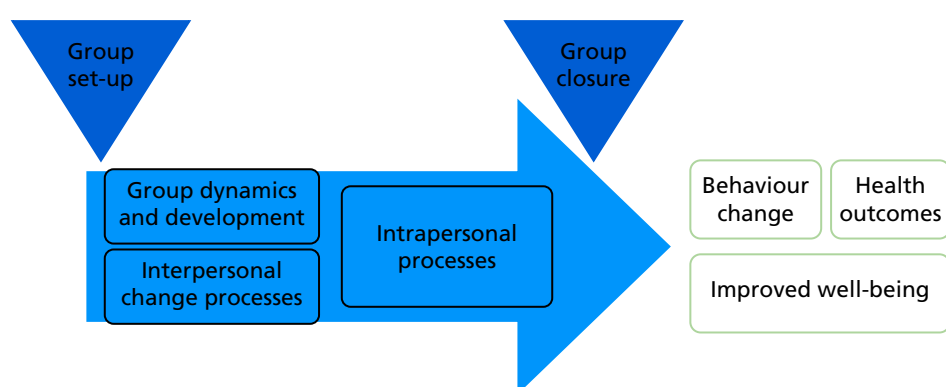 Group
set-up
Group
closure
Group dynamics
and development
Interpersonal
change processes
Intrapersonal
processes
Behaviour
change
Health
outcomes
Improved well-being